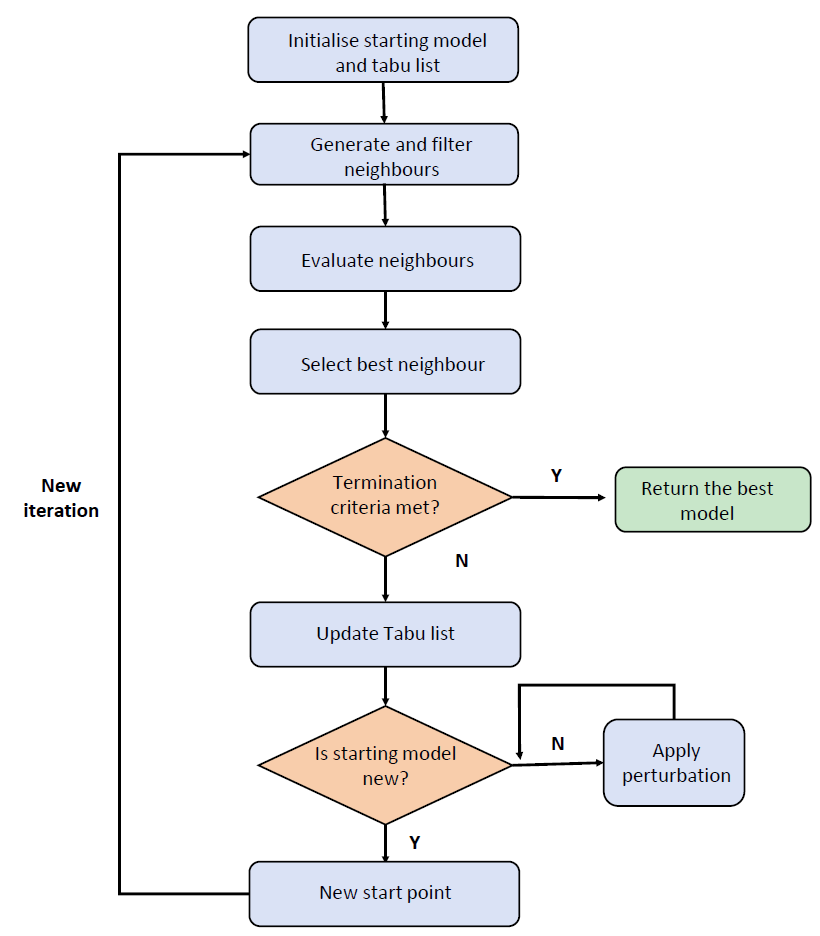 Initialise starting model
and tabu list
Generate and filter
neighbours
Evaluate neighbours
Select best neighbour
Termination
criteria met?
Y
Return the best
model
New
iteration
N
Update Tabu list
Is starting model
new?
N
Apply
perturbation
Y
New start point